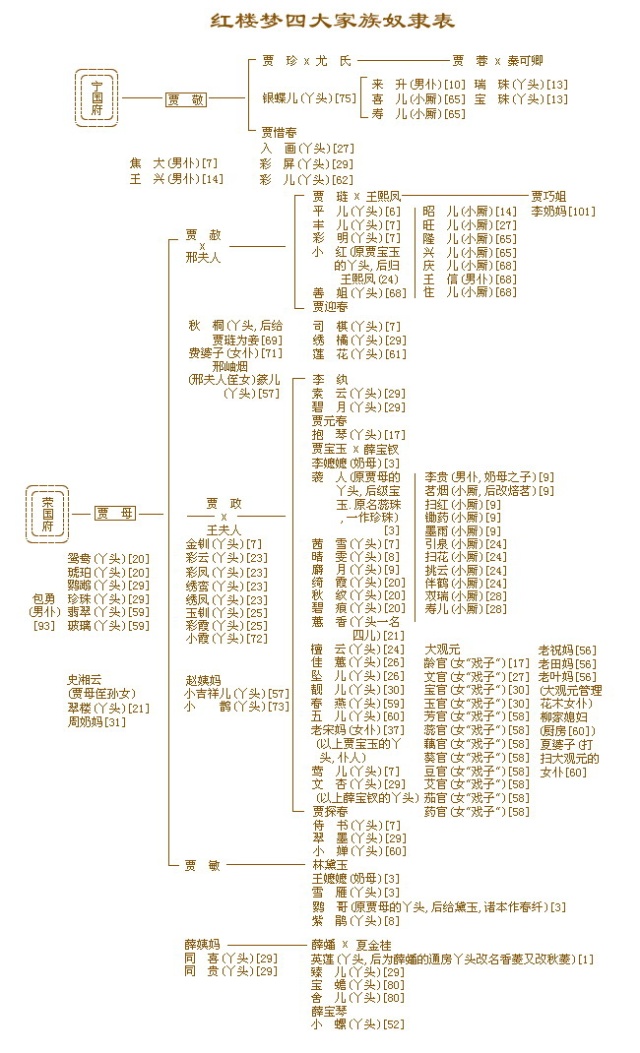 红楼梦四大家族奴隶表
贾 珍 × 尤 氏 贾 蓉 × 秦可卿
宁国府
贾 敬
来 升(男仆)[10] 瑞 珠(丫头)[13]
银蝶儿(丫头)[75] 喜 儿(小厮)[65] 宝 珠(丫头)[13]
寿 儿(小厮)[65]
贾惜春
入 画(丫头)[27]
焦 大(男仆)[7] 彩 屏(丫头)[29]
王 兴(男仆)[14] 彩 儿(丫头)[62]
贾 琏 × 王熙凤 贾巧姐
平 儿(丫头)[6] 昭 儿(小厮)[14] 李奶妈[101]
丰 儿(丫头)[7] 旺 儿(小厮)[27]
贾 赦
×
邢夫人
彩 明(丫头)[7] 隆 儿(小厮)[65]
小 红(原贾宝玉 兴 儿(小厮)[65]
的丫头,后归 庆 儿(小厮)[68]
王熙凤(24) 王 信(男仆)[68]
善 姐(丫头)[68] 住 儿(小厮)[68]
贾迎春
秋 桐(丫头,后给 司 棋(丫头)[7]
贾琏为妾[69] 绣 橘(丫头)[29]
费婆子(女仆)[71] 莲 花(丫头)[61]
邢岫烟
(邢夫人侄女)篆儿 李 纨
(丫头)[57] 素 云(丫头)[29]
碧 月(丫头)[29]
贾元春
抱 琴(丫头)[17]
贾宝玉 × 薛宝钗
李嬷嬷(奶母)[3]
袭 人(原贾母的 李贵(男仆,奶母之子)[9]
丫头,后级宝 茗烟(小厮,后改焙茗)[9]
玉.原名蕊珠 扫红(小厮)[9]
,一作珍珠) 锄药(小厮)[9]
[3] 墨雨(小厮)[9]
荣国府
贾 母
贾 政
×
王夫人
茜 雪(丫头)[7] 引泉(小厮)[24]
金钏(丫头)[7] 晴 雯(丫头)[8] 扫花(小厮)[24]
鸳鸯(丫头)[20] 彩云(丫头)[23] 麝 月(丫头)[9] 挑云(小厮)[24]
琥珀(丫头)[20] 彩凤(丫头)[23] 绮 霞(丫头)[20] 伴鹤(小厮)[24]
鹦鹉(丫头)[29] 绣鸾(丫头)[23] 秋 纹(丫头)[20] 双瑞(小厮)[28]
包勇 珍珠(丫头)[29] 绣凤(丫头)[23] 碧 痕(丫头)[20] 寿儿(小厮)[28]
(男仆) 翡翠(丫头)[59] 玉钏(丫头)[25] 蕙 香(丫头一名
[93] 玻璃(丫头)[59] 彩霞(丫头)[25] 四儿)[21]
小霞(丫头)[72]
檀 云(丫头)[24] 大观元 老祝妈[56]
佳 蕙(丫头)[26] 龄官(女“戏子”)[17] 老田妈[56]
史湘云 赵姨妈 坠 儿(丫头)[26] 文官(女“戏子”)[27] 老叶妈[56]
(贾母侄孙女) 小吉祥儿(丫头)[57] 靓 儿(丫头)[30] 宝官(女“戏子”)[30] (大观元管理
翠楼(丫头)[21] 小 鹊(丫头)[73] 春 燕(丫头)[59] 玉官(女“戏子”)[30] 花木女仆)
周奶妈[31] 五 儿(丫头)[60] 芳官(女“戏子”)[58] 柳家媳妇
老宋妈(女仆)[37] 蕊官(女“戏子”)[58] (厨房[60])
(以上贾宝玉的丫 藕官(女“戏子”)[58] 夏婆子(打
头,仆人) 葵官(女“戏子”)[58] 扫大观元的
莺 儿(丫头)[7] 豆官(女“戏子”)[58] 女仆[60]
文 杏(丫头)[29] 艾官(女“戏子”)[58]
(以上薛宝钗的丫头) 茄官(女“戏子”)[58]
贾探春 药官(女“戏子”)[58]
侍 书(丫头)[7]
翠 墨(丫头)[29]
小 婵(丫头)[60]
贾 敏 林黛玉
王嬷嬷(奶母)[3]
雪 雁(丫头)[3]
鹦 哥(原贾母的丫头,后给黛玉,诸本作春纤)[3]
紫 鹃(丫头)[8]
薛姨妈 薛蟠 × 夏金桂
同 喜(丫头)[29] 英莲(丫头,后为薛蟠的通房丫头改名香菱又改秋菱)[1]
同 贵(丫头)[29] 臻 儿(丫头)[29]
宝 蟾(丫头)[80]
舍 儿(丫头)[80]
薛宝琴
小 螺(丫头)[52]